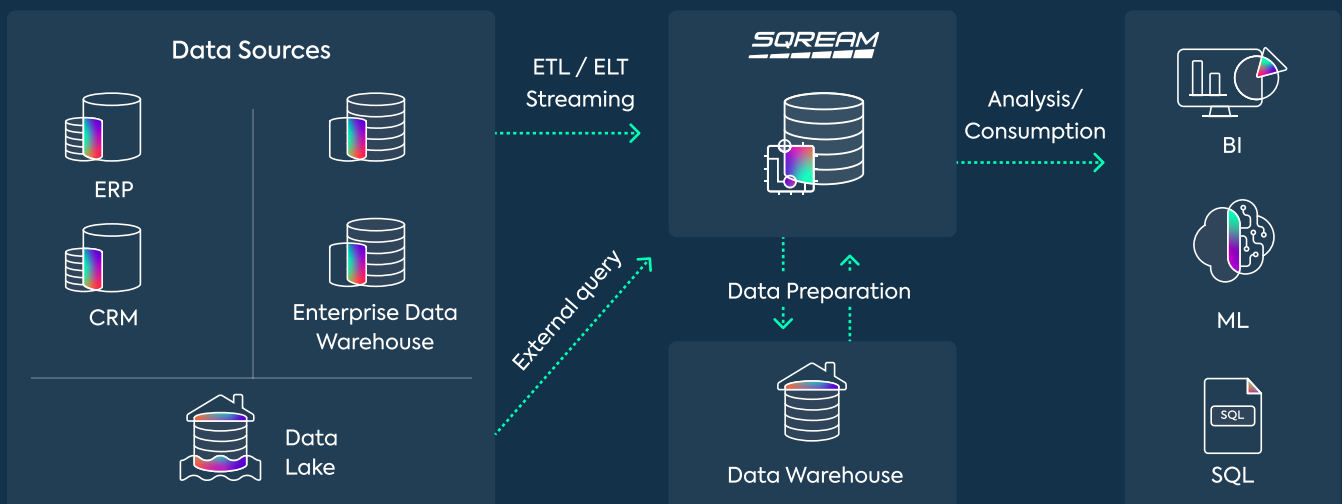 Data Sources
ERP
CRM
Enterprise Data
Warehouse
Data
Lake
ETL / ELT
Streaming
External query
SQREAM
Data Preparation
Data Warehouse
Analysis/
Consumption
BI
ML
SQL
SQL